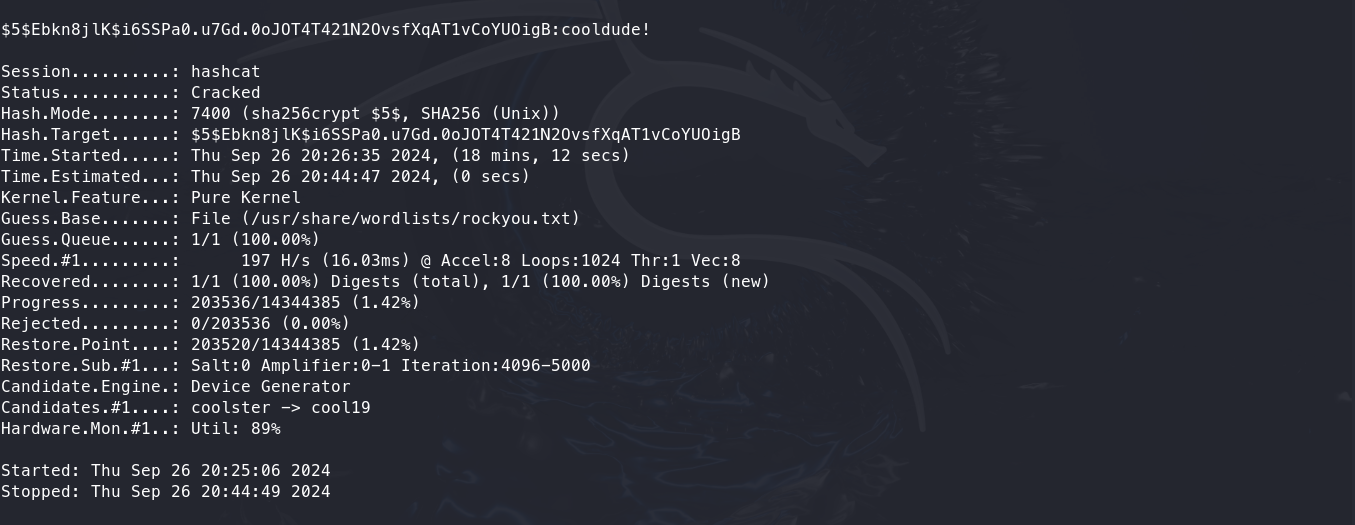 $5$Ebkn8jlK$i6SSPa0.u7Gd.0oJOT4T421N2OvsfXqAT1vCoYUOigB:cooldude!
Session..........: hashcat
Status...........: Cracked
Hash.Mode........: 7400 (sha256crypt $5$, SHA256 (Unix))
Hash.Target......: $5$Ebkn8jlK$i6SSPa0.u7Gd.0oJOT4T421N2OvsfXqAT1vCoYUOigB
Time.Started.....: Thu Sep 26 20:26:35 2024, (18 mins, 12 secs)
Time.Estimated...: Thu Sep 26 20:44:47 2024, (0 secs)
Kernel.Feature...: Pure Kernel
Guess.Base.......: File (/usr/share/wordlists/rockyou.txt)
Guess.Queue......: 1/1 (100.00%)
Speed.#1.........:      197 H/s (16.03ms) @ Accel:8 Loops:1024 Thr:1 Vec:8
Recovered........: 1/1 (100.00%) Digests (total), 1/1 (100.00%) Digests (new)
Progress.........: 203536/14344385 (1.42%)
Rejected.........: 0/203536 (0.00%)
Restore.Point....: 203520/14344385 (1.42%)
Restore.Sub.#1...: Salt:0 Amplifier:0-1 Iteration:4096-5000
Candidate.Engine.: Device Generator
Candidates.#1....: coolster -> cool19
Hardware.Mon.#1..: Util: 89%
Started: Thu Sep 26 20:25:06 2024
Stopped: Thu Sep 26 20:44:49 2024